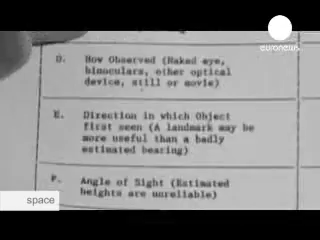 euronews
D. How Observed (Naked eye,
binoculars, other optical
device, still or movie)
E. Direction in which Object
first seen (A landmark may be
more useful than a badly
estimated bearing)
F. Angle of Sight (Estimated
heights are unreliable)
space